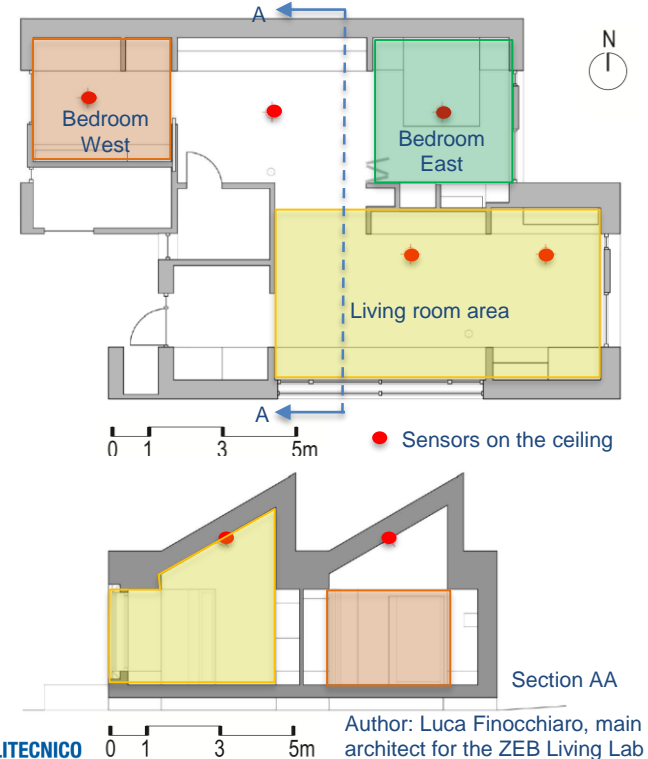 A
N
Bedroom
West
Bedroom
East
Living room area
A
0 1 3 5m
Sensors on the ceiling
Section AA
LITECNICO
0 1 3 5m
Author: Luca Finocchiaro, main
architect for the ZEB Living Lab